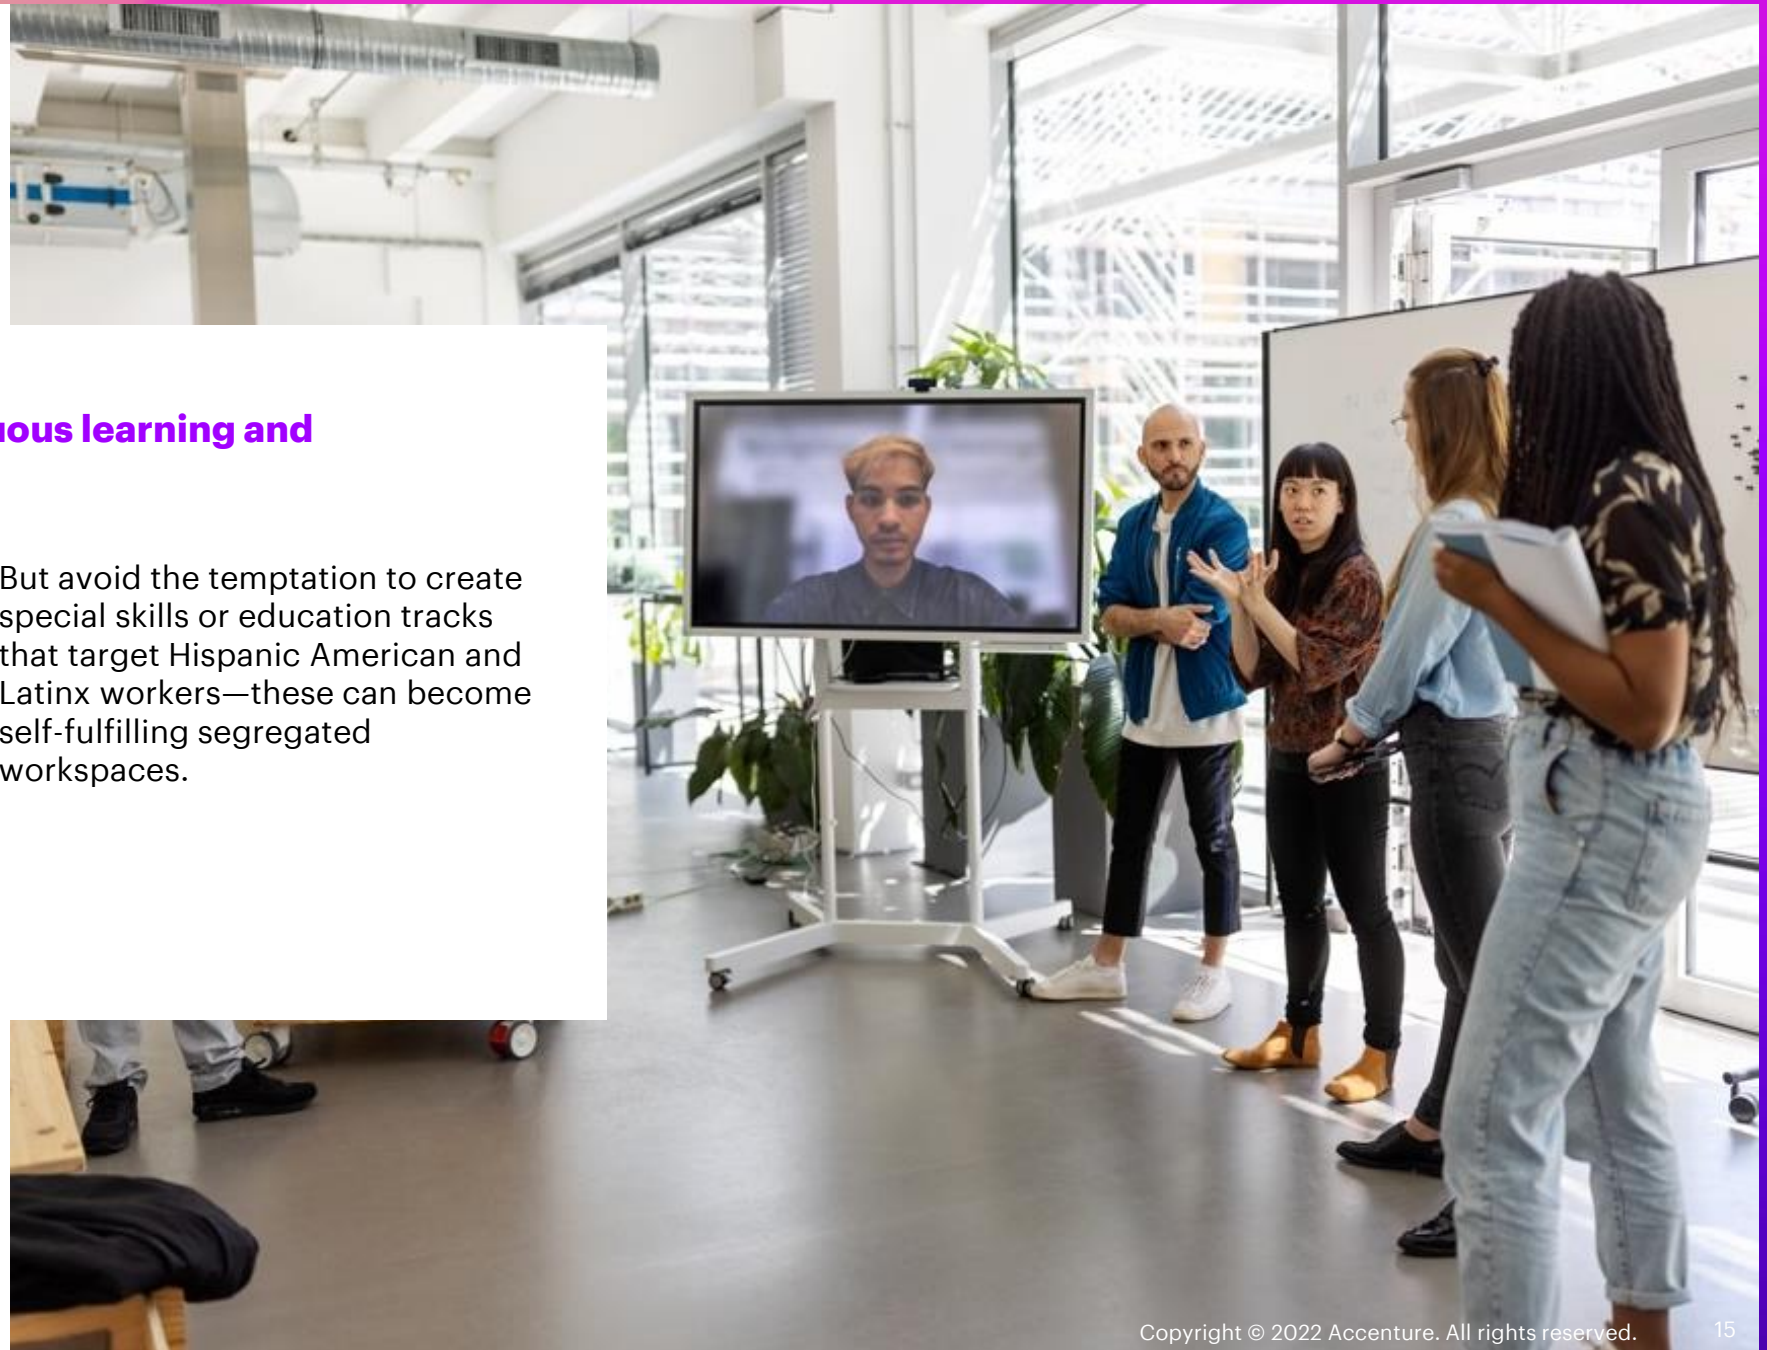 learning and
But avoid the temptation to create
special skills or education tracks
that target Hispanic American and
Latinx workers—these can become
self-fulfilling segregated
workspaces.
Copyright © 2022 Accenture. All rights reserved.
15